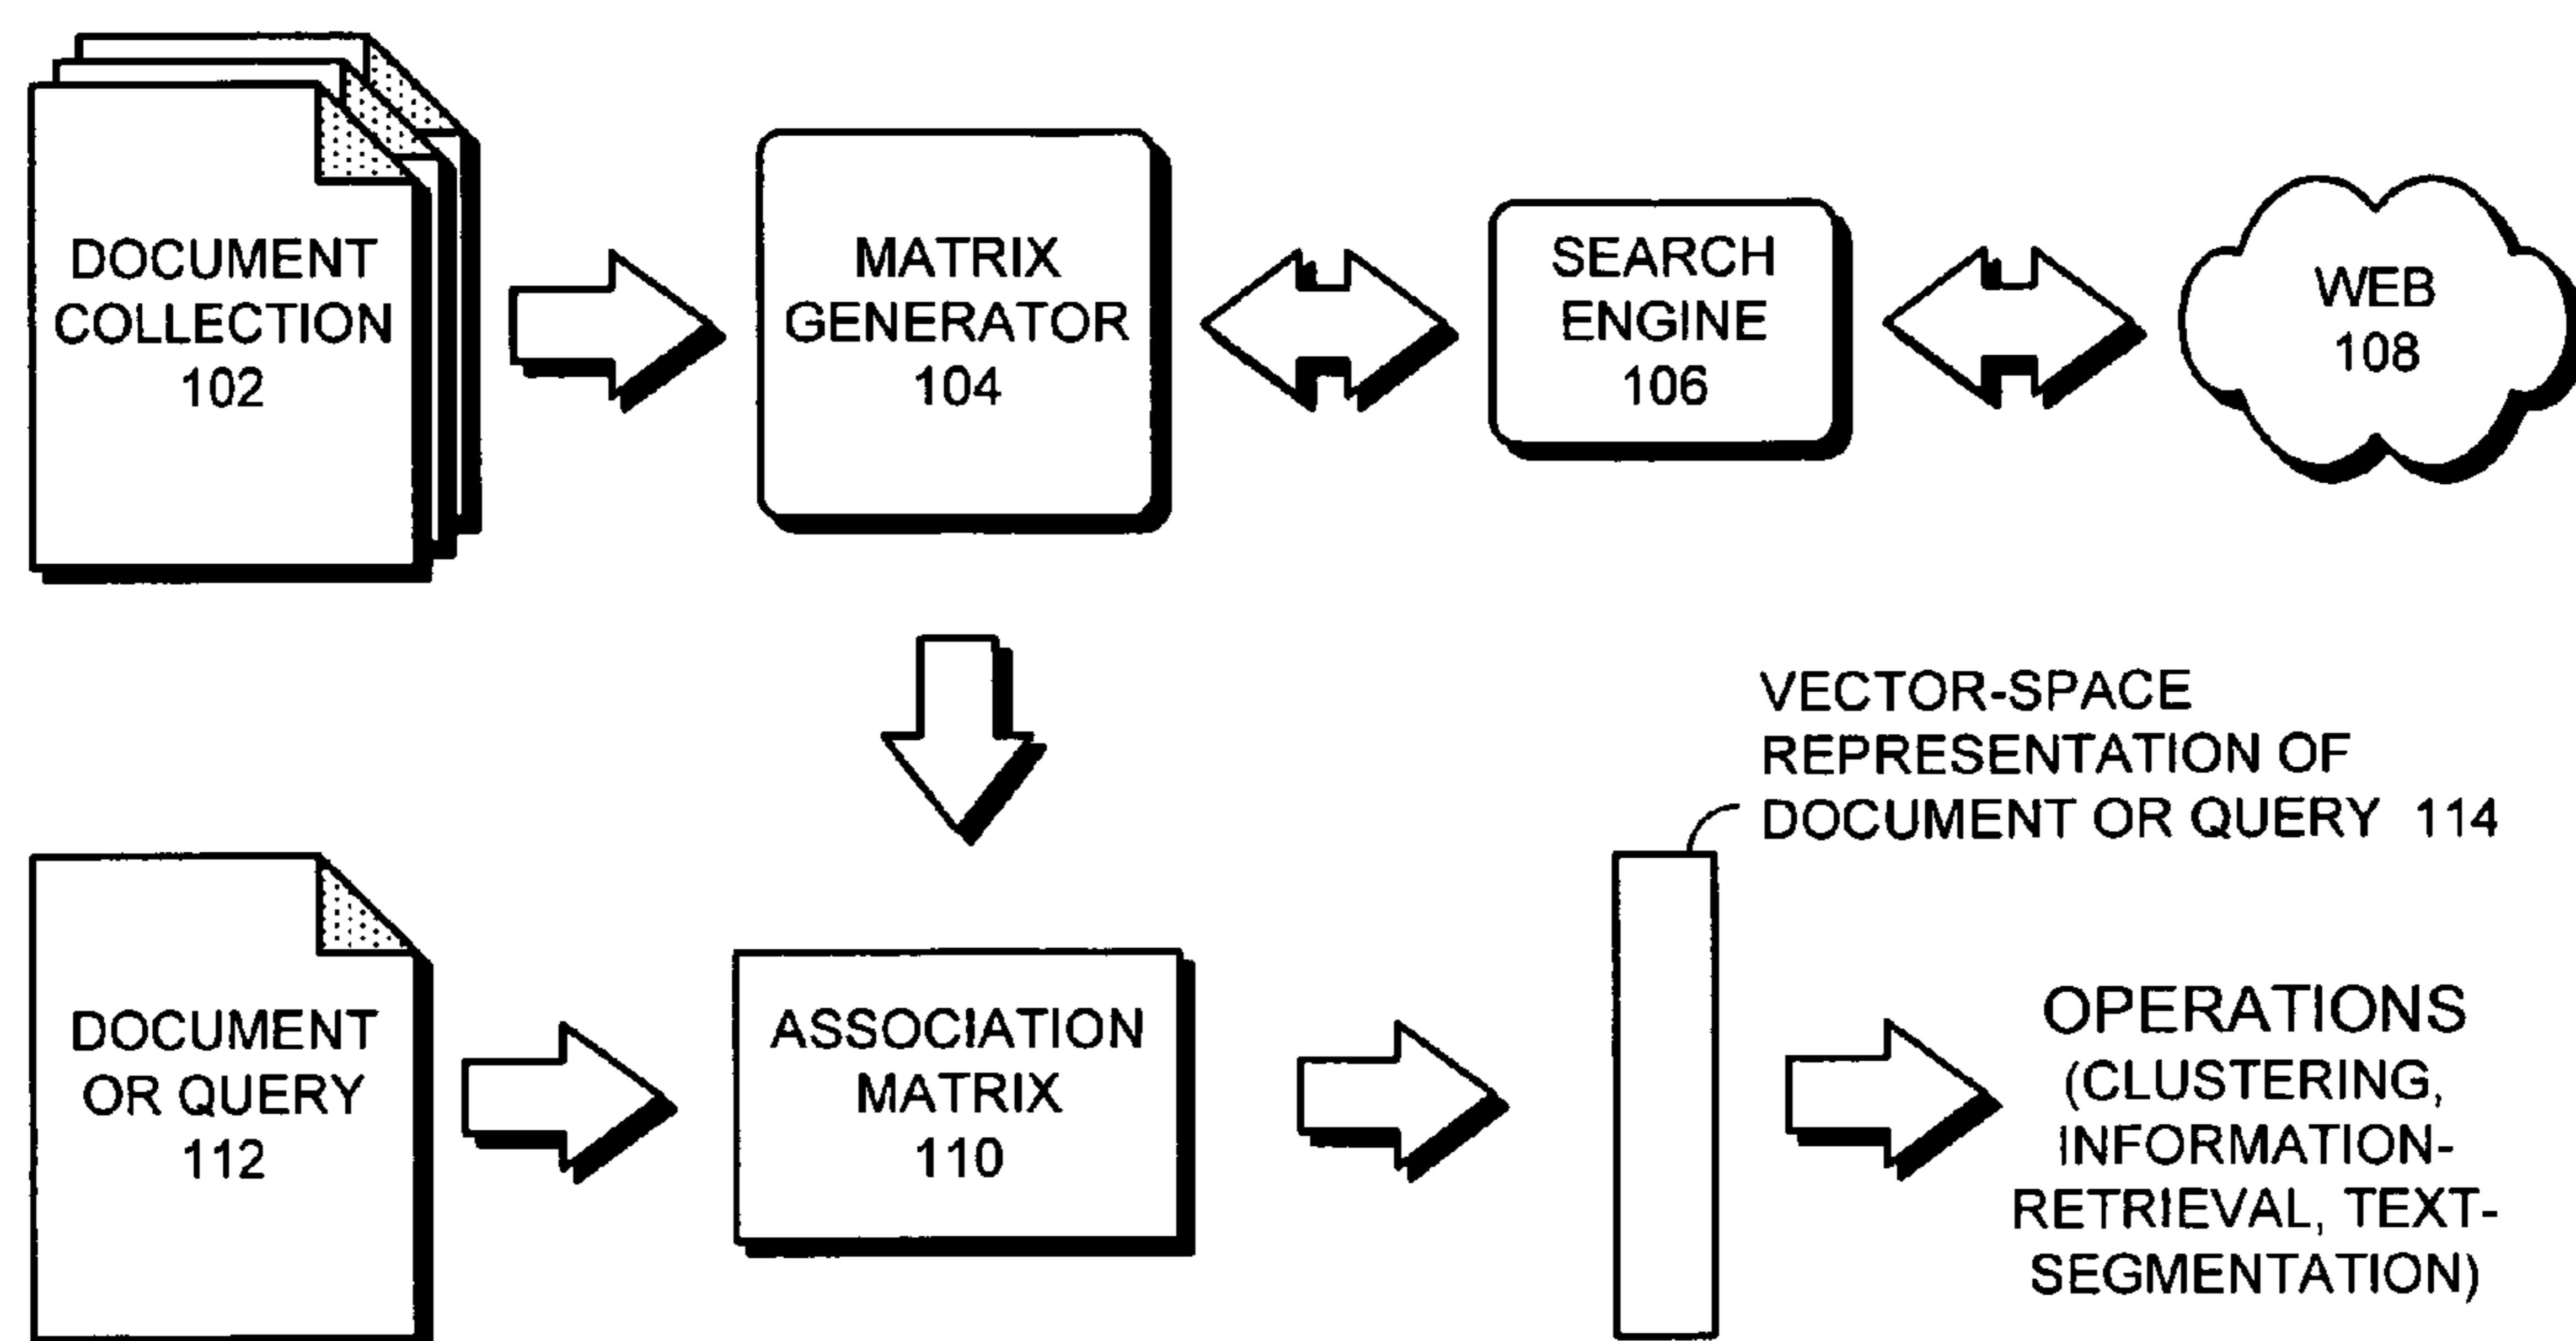 DOCUMENT
COLLECTION
102
MATRIX
GENERATOR
104
SEARCH
ENGINE
106
WEB
108
VECTOR-SPACE
REPRESENTATION OF
DOCUMENT OR QUERY 114
DOCUMENT
OR QUERY
112
ASSOCIATION
MATRIX
110
OPERATIONS
(CLUSTERING,
INFORMATION-
RETRIEVAL, TEXT-
SEGMENTATION)